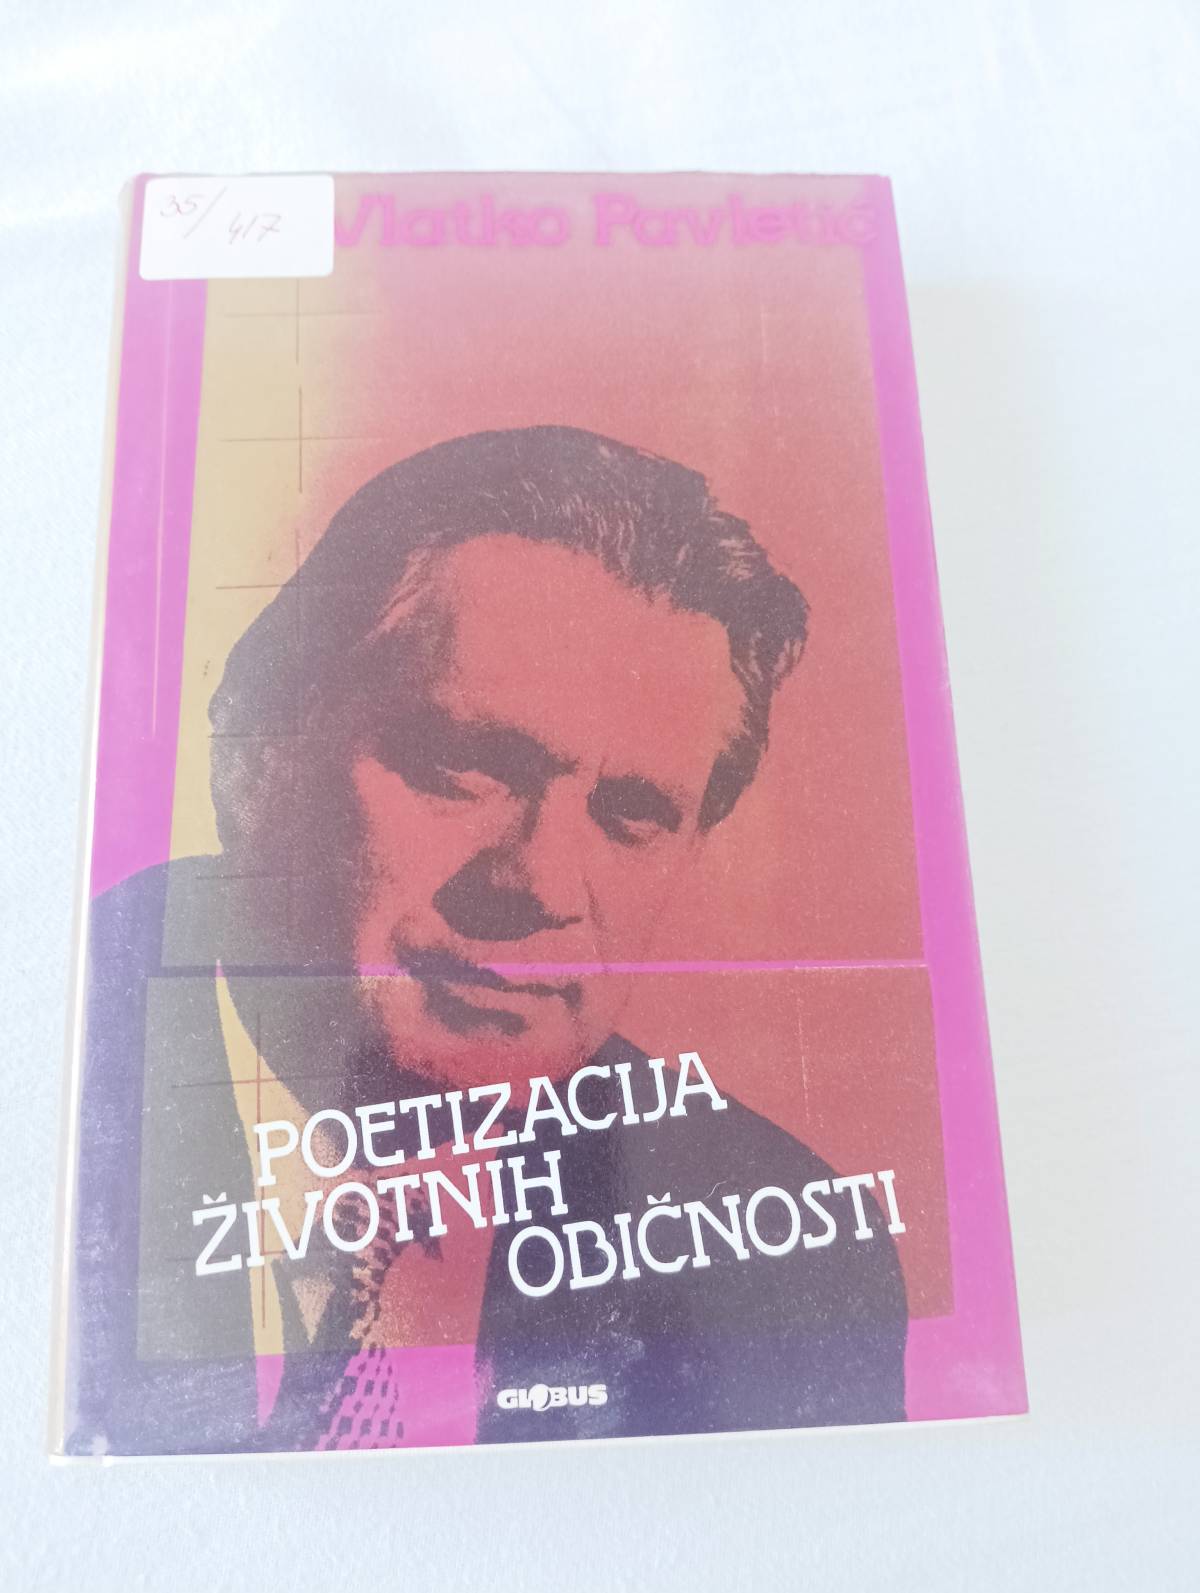 35/417
Vlatko Pavletić
POETIZACIJA
ŽIVOTNIH
OBIČNOSTI
GLOBUS